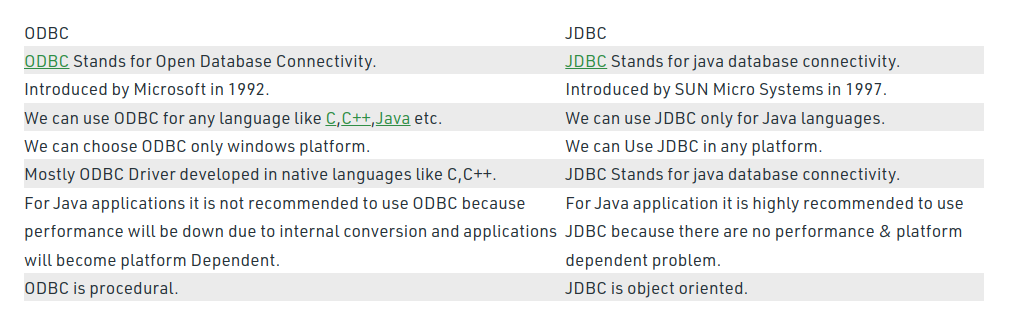 ODBC JDBC
ODBC Stands for Open Database Connectivity. JDBC Stands for java database connectivity.
Introduced by Microsoft in 1992. Introduced by SUN Micro Systems in 1997.
We can use ODBC for any language like C,C++,Java etc. We can use JDBC only for Java languages.
We can choose ODBC only windows platform. We can Use JDBC in any platform.
Mostly ODBC Driver developed in native languages like C,C++. JDBC Stands for java database connectivity.
For Java applications it is not recommended to use ODBC because For Java application it is highly recommended to use
performance will be down due to internal conversion and applications JDBC because there are no performance & platform
will become platform Dependent. dependent problem.
ODBC is procedural. JDBC is object oriented.